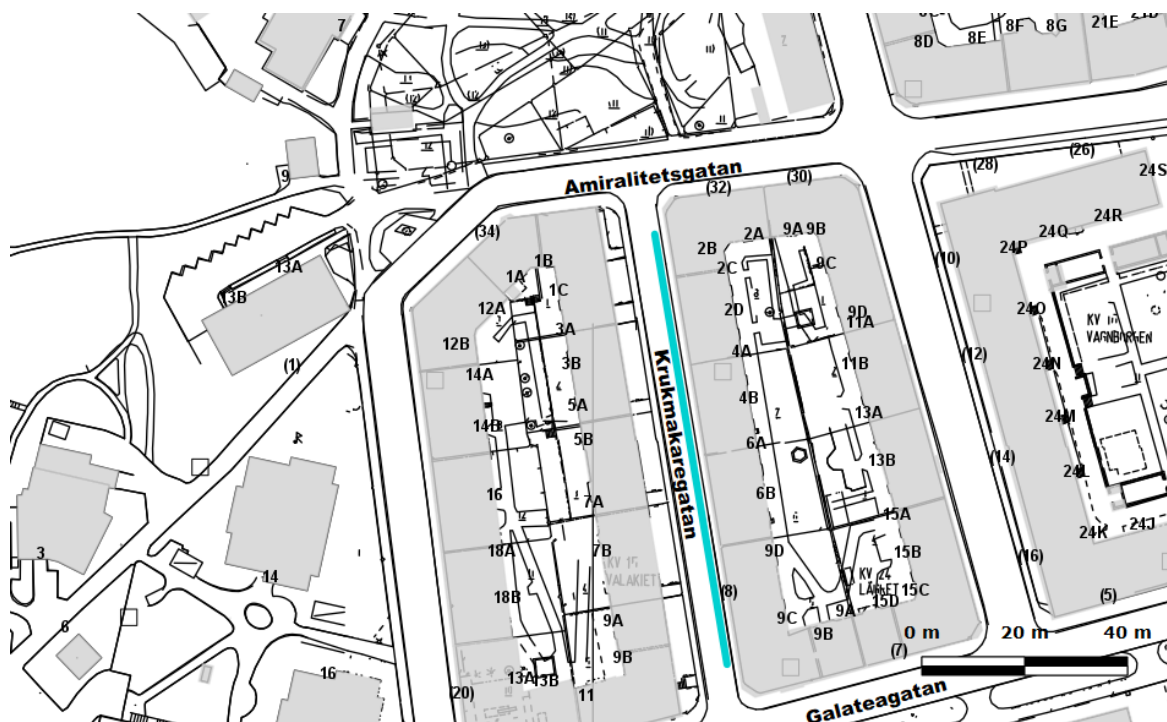 7
8D
8E
8F
8G
21E
Amiralitetsgatan
(32)
(30)
(28)
(26)
24S
24R
24Q
24P
9
13A
13B
(34)
1B
1A
1C
12A
12B
3A
3B
14A
5A
14B
5B
16
7A
18A
7B
18B
9A
9B
13A
13B
11
(20)
KV 15
VALAKIET
Krukmakaregatan
2A
9A
9B
2B
2C
9C
2D
9D
11A
4A
11B
4B
13A
6A
13B
6B
15A
9D
15B
KV 24
15C
15D
9C
9A
9B
(8)
(7)
(10)
(12)
(14)
(16)
(5)
24O
24N
24M
24L
24K
24J
VAGNBORGEN
(1)
3
14
6
16
0 m
20 m
40 m
Galateagatan